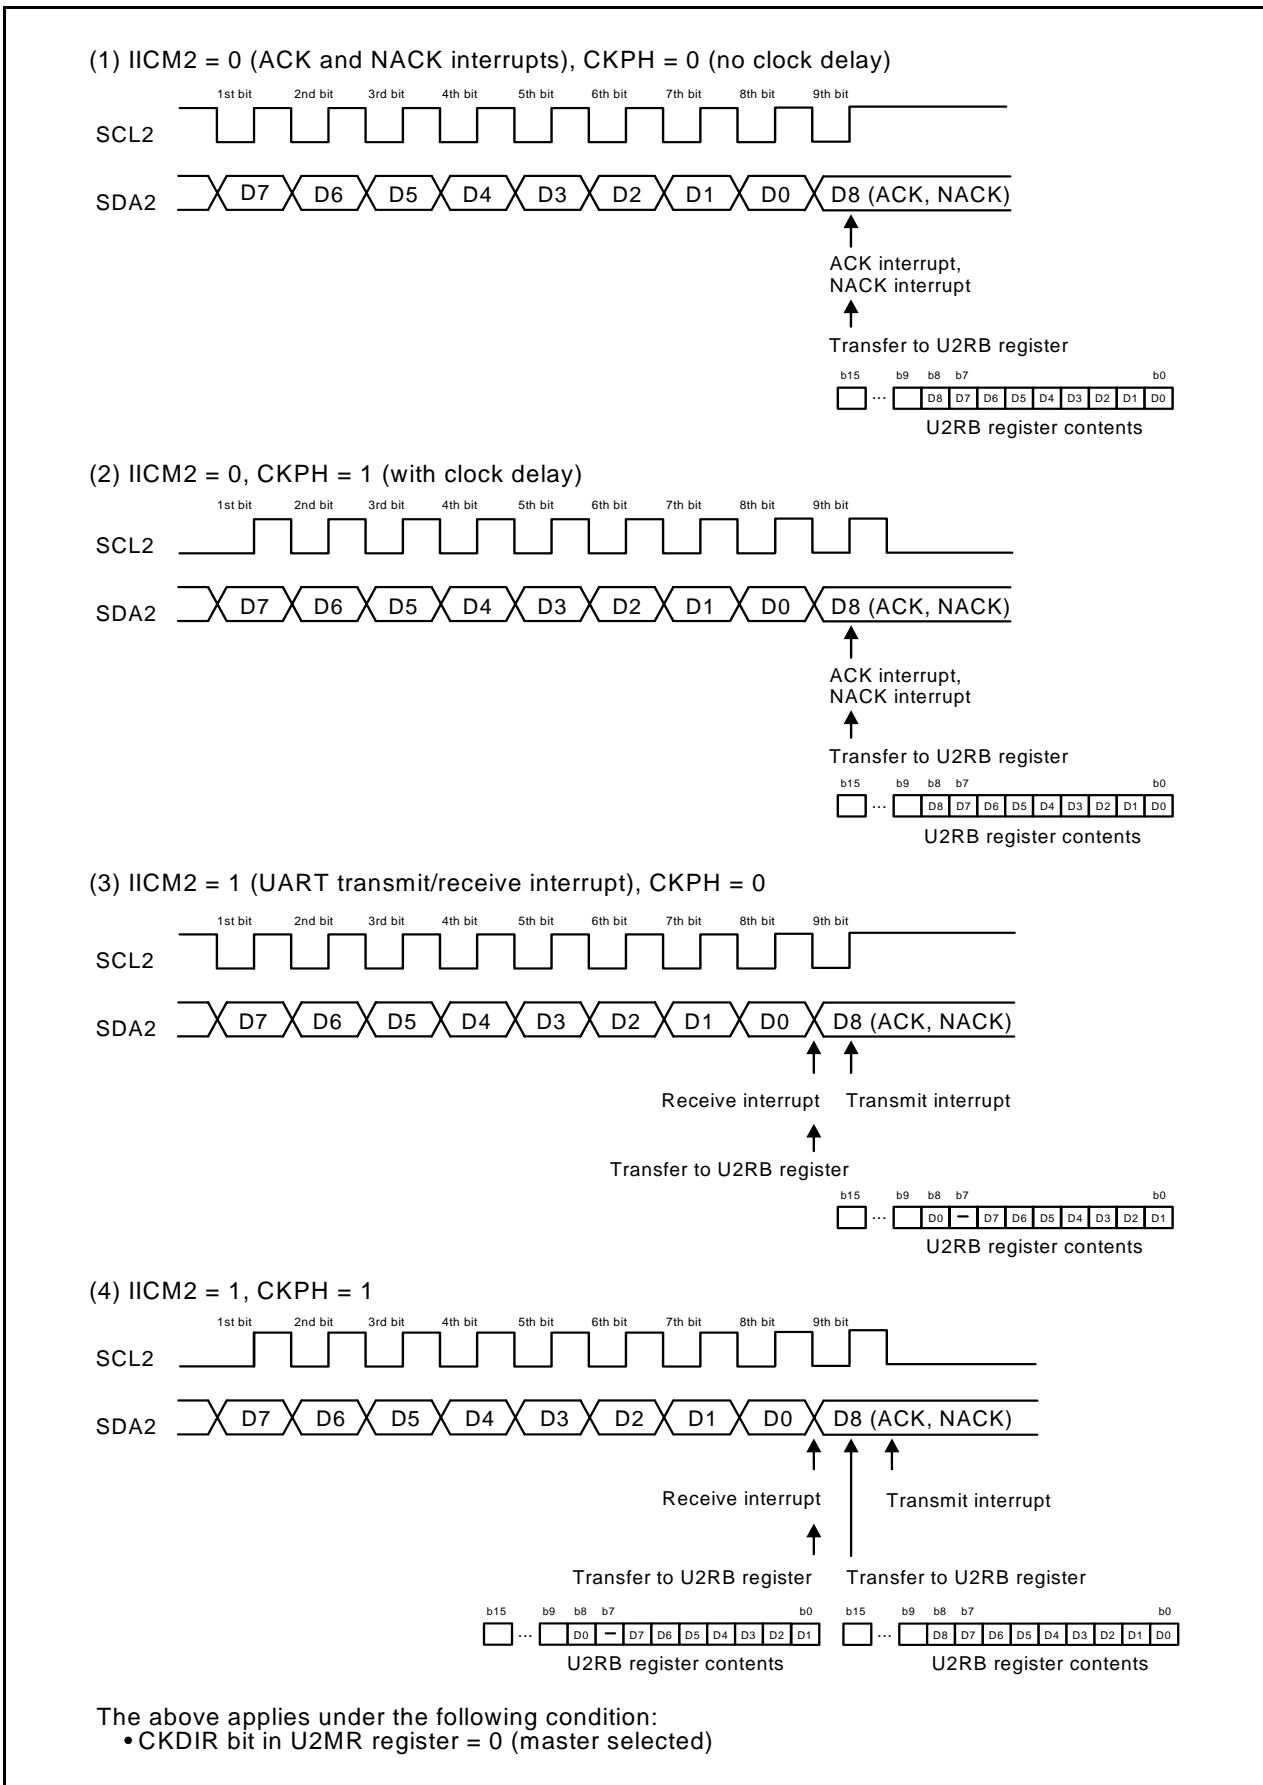 (1) IICM2 = 0 (ACK and NACK interrupts), CKPH = 0 (no clock delay)
1st bit 2nd bit 3rd bit 4th bit 5th bit 6th bit 7th bit 8th bit 9th bit
SCL2
SDA2 D7 D6 D5 D4 D3 D2 D1 D0 D8 (ACK, NACK)
ACK interrupt,
NACK interrupt
Transfer to U2RB register
b15 b9 b8 b7 b0
... D8 D7 D6 D5 D4 D3 D2 D1 D0
U2RB register contents
(2) IICM2 = 0, CKPH = 1 (with clock delay)
1st bit 2nd bit 3rd bit 4th bit 5th bit 6th bit 7th bit 8th bit 9th bit
SCL2
SDA2 D7 D6 D5 D4 D3 D2 D1 D0 D8 (ACK, NACK)
ACK interrupt,
NACK interrupt
Transfer to U2RB register
b15 b9 b8 b7 b0
... D8 D7 D6 D5 D4 D3 D2 D1 D0
U2RB register contents
(3) IICM2 = 1 (UART transmit/receive interrupt), CKPH = 0
1st bit 2nd bit 3rd bit 4th bit 5th bit 6th bit 7th bit 8th bit 9th bit
SCL2
SDA2 D7 D6 D5 D4 D3 D2 D1 D0 D8 (ACK, NACK)
Receive interrupt Transmit interrupt
Transfer to U2RB register
b15 b9 b8 b7 b0
... D0 – D7 D6 D5 D4 D3 D2 D1
U2RB register contents
(4) IICM2 = 1, CKPH = 1
1st bit 2nd bit 3rd bit 4th bit 5th bit 6th bit 7th bit 8th bit 9th bit
SCL2
SDA2 D7 D6 D5 D4 D3 D2 D1 D0 D8 (ACK, NACK)
Receive interrupt Transmit interrupt
Transfer to U2RB register Transfer to U2RB register
b15 b9 b8 b7 b0 b15 b9 b8 b7 b0
... D0 – D7 D6 D5 D4 D3 D2 D1 ... D8 D7 D6 D5 D4 D3 D2 D1 D0
U2RB register contents U2RB register contents
The above applies under the following condition:
• CKDIR bit in U2MR register = 0 (master selected)